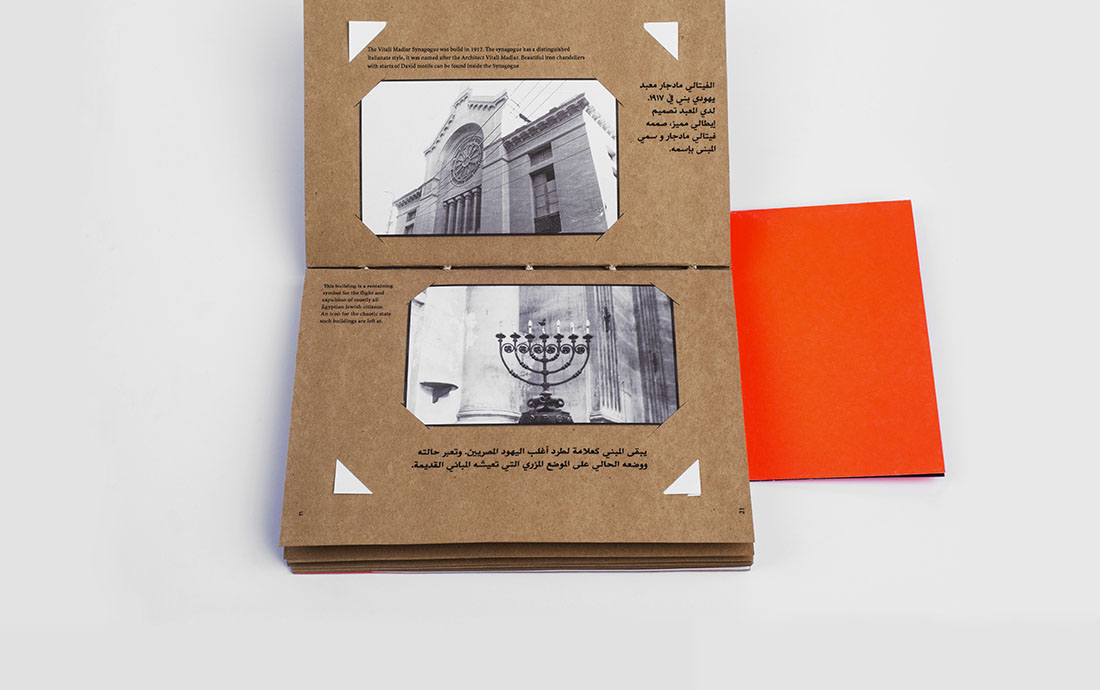 The Vitali Madjar Synagogue was build in 1917. The synagogue has a distinguished
Italianate style, it was named after the Architect Vitali Madjar. Beautiful iron chandeliers
with starts of David motifs can be found inside the Synagogue
الفيتالي مادجار معبد
يهودي بني في ١٩١٧.
لدي المعبد تصميم
إيطالي مميز، صممه
فيتالي مادجار و سمي
المبنى بإسمه.
This building is a remaining
symbol for the flight and
expulsion of mostly all
Egyptian Jewish citizens.
An icon for the chaotic state
such buildings are left at.
يبقى المبني كعلامة لطرد أغلب اليهود المصريين. وتعبر حالته
ووضعه الحالي على الموضع المزري التي تعيشه المباني القديمة.
21